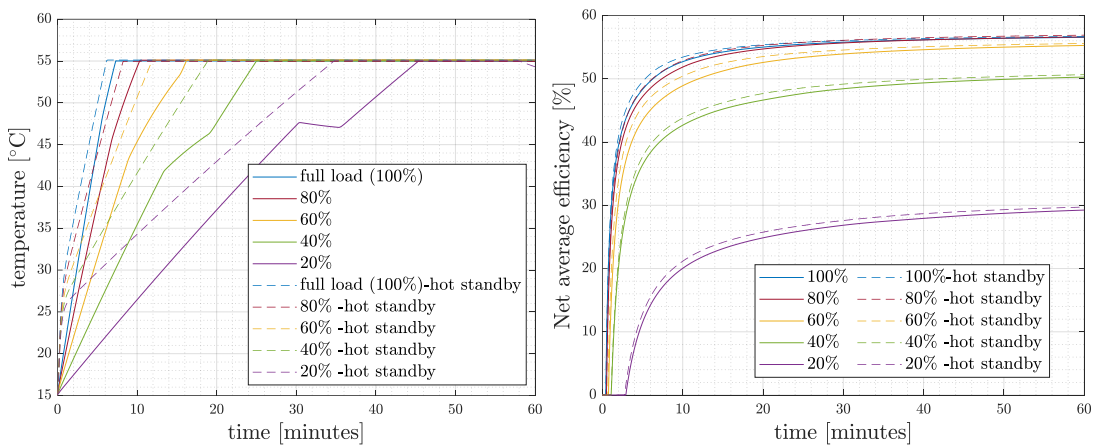 60
55
50
45
40
35
30
25
20
15
temperature [°C]
full load (100%)
80%
60%
40%
20%
full load (100%)-hot standby
80% -hot standby
60% -hot standby
40% -hot standby
20% -hot standby
0 10 20 30 40 50 60
time [minutes]
60
50
40
30
20
10
0
Net average efficiency [%]
100% 100%-hot standby
80% 80% -hot standby
60% 60% -hot standby
40% 40% -hot standby
20% 20% -hot standby
0 10 20 30 40 50 60
time [minutes]